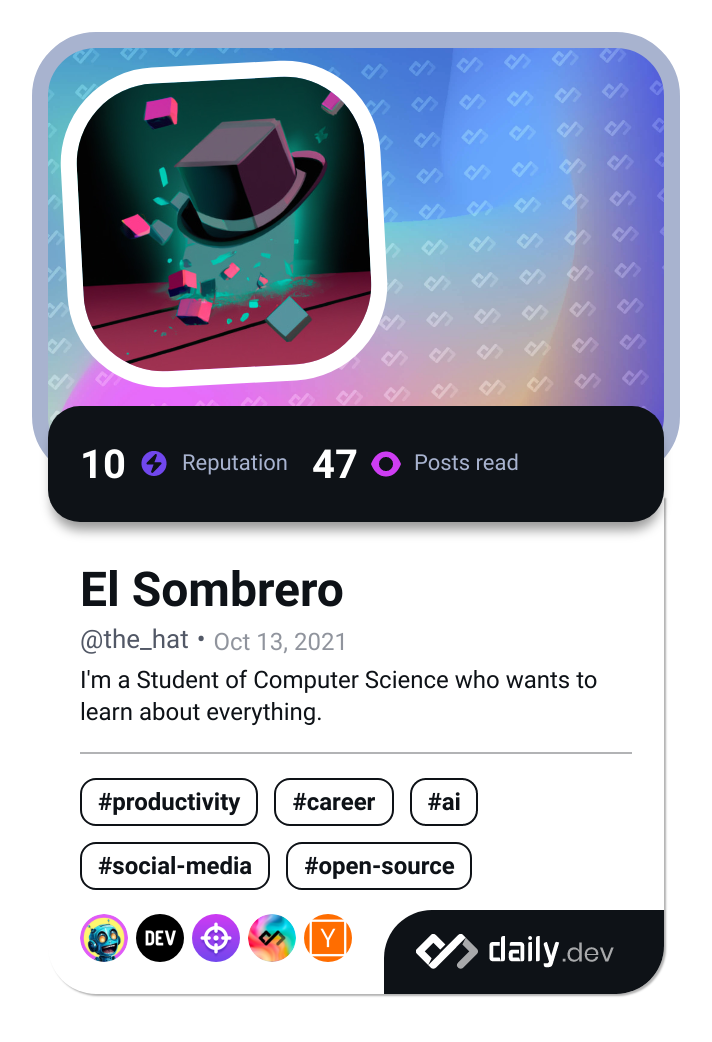 10 Reputation 47 Posts read
El Sombrero
@the_hat • Oct 13, 2021
I'm a Student of Computer Science who wants to
learn about everything.
#productivity #career #ai
#social-media #open-source
DEV Y
daily.dev